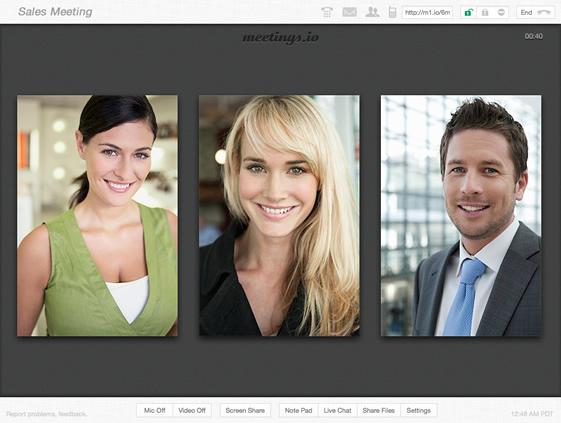 Sales Meeting
http://m1.io/6m
End
meetings.io
00:40
Mic Off Video Off Screen Share Note Pad Live Chat Share Files Settings
Report problems, feedback.
12:48 AM PDT